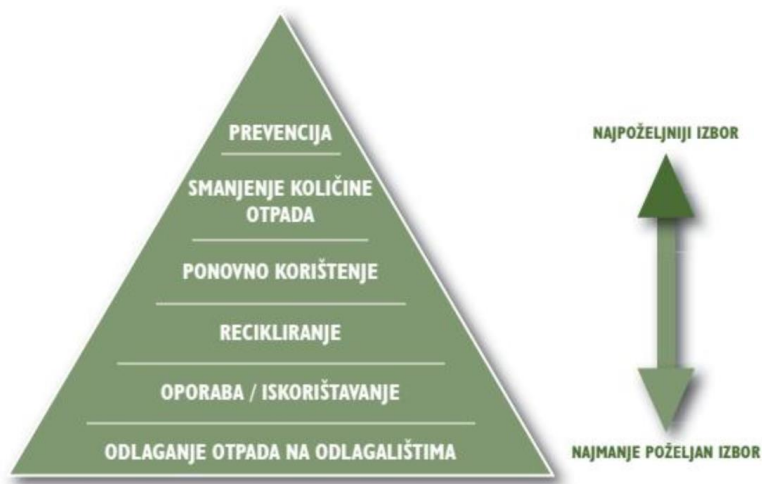 PREVENCIJA
SMANJENJE KOLIČINE
OTPADA
PONOVNO KORIŠTENJE
RECIKLIRANJE
OPORABA / ISKORIŠTAVANJE
ODLAGANJE OTPADA NA ODLAGALIŠTIMA
NAJPOŽELJNIJI IZBOR
NAJMANJE POŽELJAN IZBOR